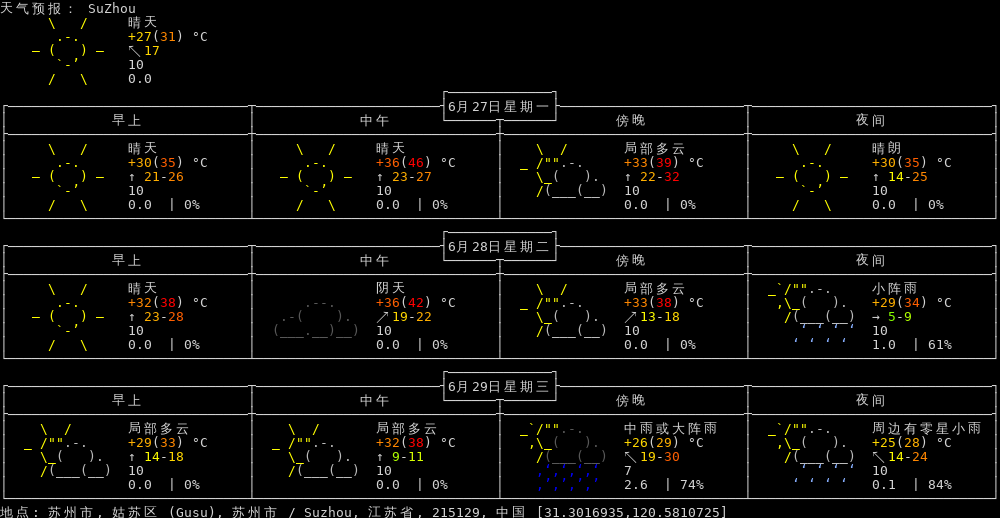 天气预报： SuZhou
晴天
+27(31) °C
↖ 17
10
0.0
6月27日星期一
早上 中午 傍晚 夜间
晴天 晴天 局部多云 晴朗
+30(35) °C +36(46) °C +33(39) °C +30(35) °C
↑ 21-26 ↑ 23-27 ↑ 22-32 ↑ 14-25
10 10 10 10
0.0 | 0% 0.0 | 0% 0.0 | 0% 0.0 | 0%
6月28日星期二
早上 中午 傍晚 夜间
晴天 阴天 局部多云 小阵雨
+32(38) °C +36(42) °C +33(38) °C +29(34) °C
↑ 23-28 ↗ 19-22 ↗ 13-18 → 5-9
10 10 10 10
0.0 | 0% 0.0 | 0% 0.0 | 0% 1.0 | 61%
6月29日星期三
早上 中午 傍晚 夜间
局部多云 局部多云 中雨或大阵雨 周边有零星小雨
+29(33) °C +32(38) °C +26(29) °C +25(28) °C
↑ 14-18 ↑ 9-11 ↖ 19-30 ↖ 14-24
10 10 7 10
0.0 | 0% 0.0 | 0% 2.6 | 74% 0.1 | 84%
地点: 苏州市, 姑苏区 (Gusu), 苏州市 / Suzhou, 江苏省, 215129, 中国 [31.3016935,120.5810725]